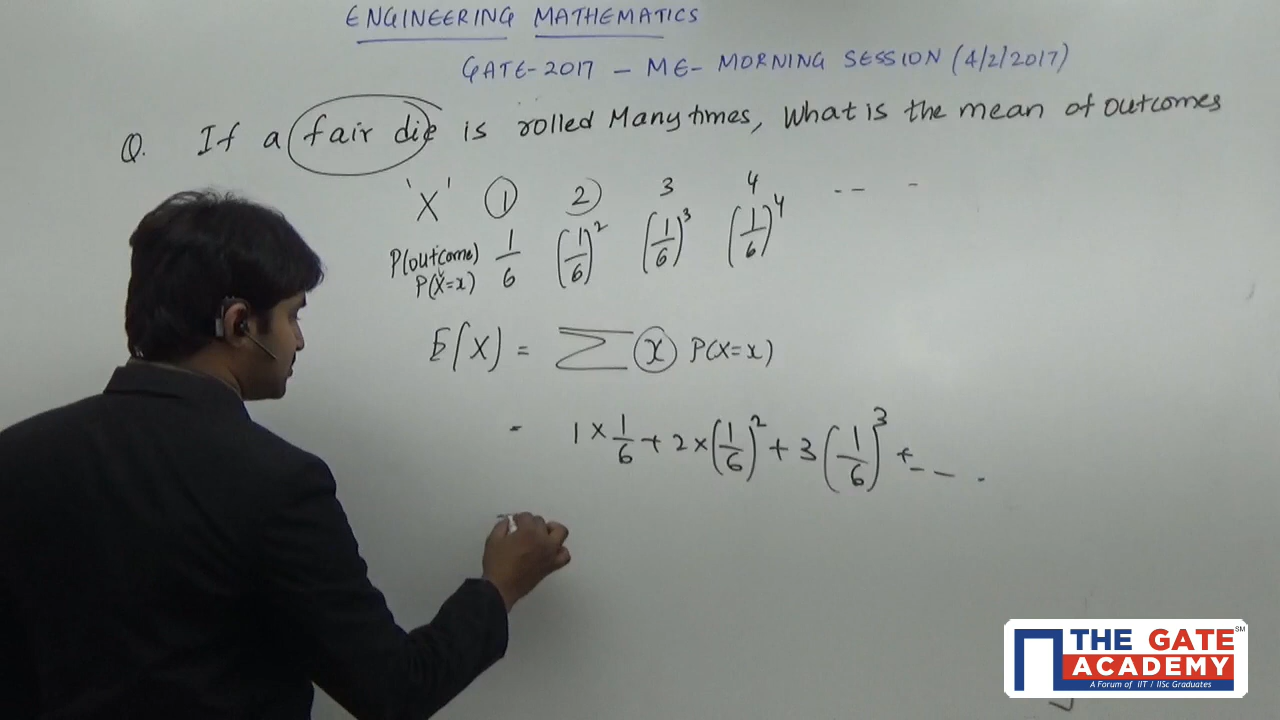 ENGINEERING MATHEMATICS
GATE-2017 - ME- MORNING SESSION (4/2/2017)
Q. If a fair die is rolled Many times, What is the mean of outcomes
'X' 1 2 3 4 -- -
P(outcome) 1/6 (1/6)² (1/6)³ (1/6)⁴
P(X=x)
E(X) = Σ x P(X=x)
= 1 × 1/6 + 2 × (1/6)² + 3 (1/6)³ + -- .
THE GATE
ACADEMY
SM
A Forum of IIT / IISc Graduates